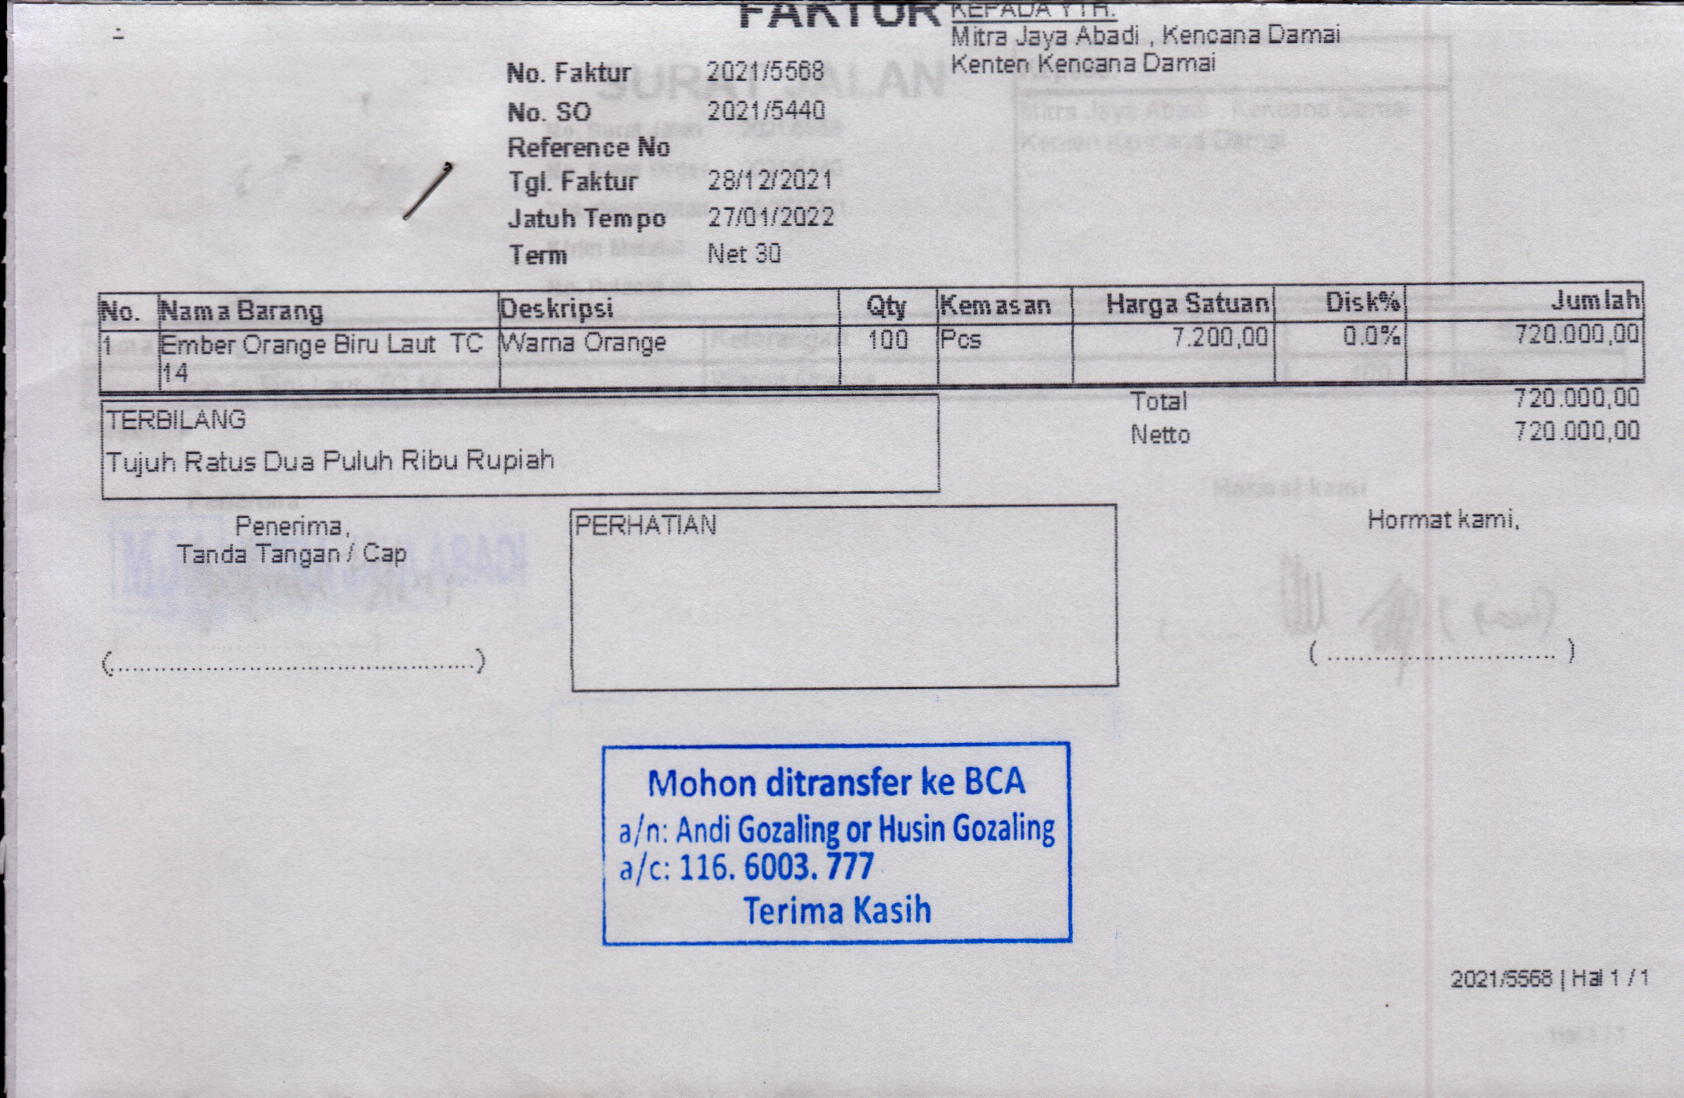 FAKTUR
KEPADA YTH.
Mitra Jaya Abadi , Kencana Damai
Kenten Kencana Damai
No. Faktur 2021/5568
No. SO 2021/5440
Reference No
Tgl. Faktur 28/12/2021
Jatuh Tempo 27/01/2022
Term Net 30
No. Nama Barang Deskripsi Qty Kemasan Harga Satuan Disk% Jumlah
1 Ember Orange Biru Laut TC Warna Orange 100 Pcs 7.200,00 0.0% 720.000,00
14
Total 720.000,00
Netto 720.000,00
TERBILANG
Tujuh Ratus Dua Puluh Ribu Rupiah
Penerima,
Tanda Tangan / Cap
(................................................)
PERHATIAN
Hormat kami,
( .............................. )
Mohon ditransfer ke BCA
a/n: Andi Gozaling or Husin Gozaling
a/c: 116. 6003. 777
Terima Kasih
2021/5568 | Hal 1 / 1